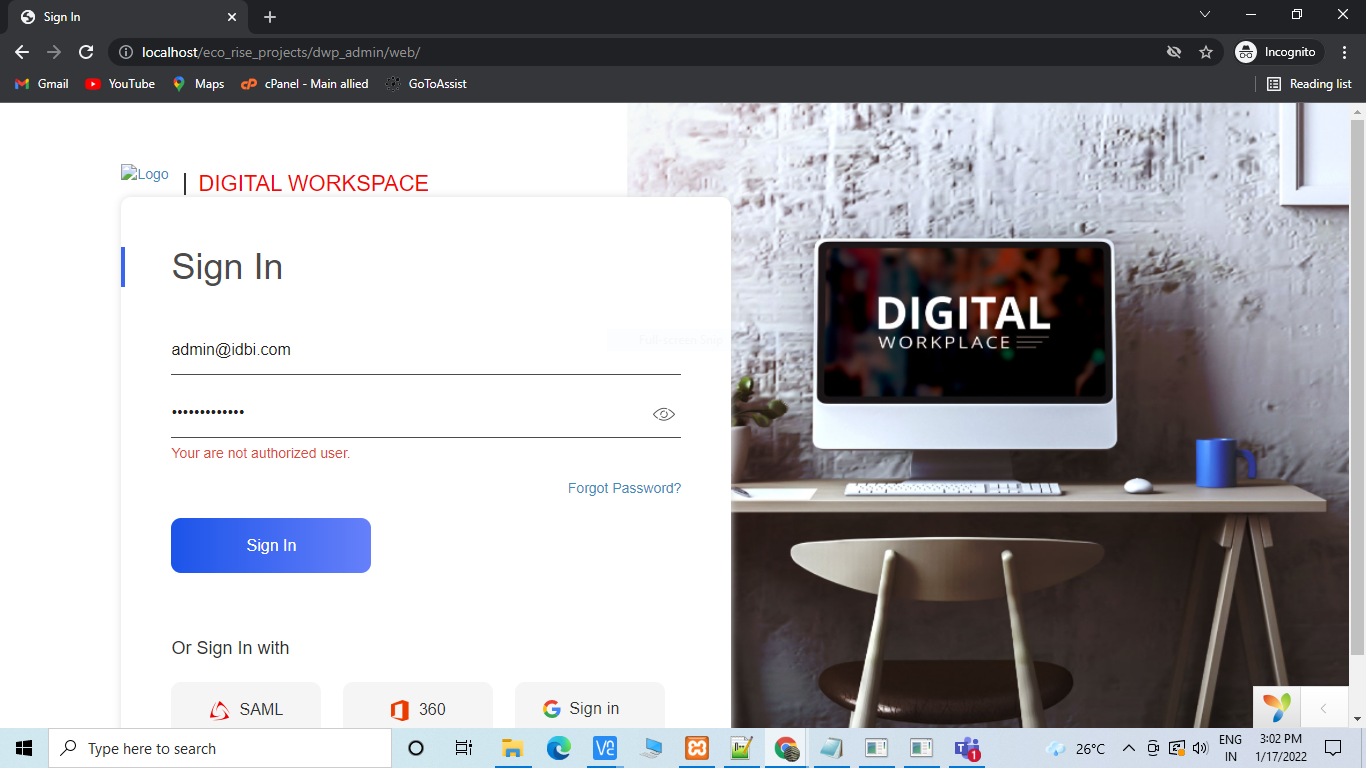 Sign In
localhost/eco_rise_projects/dwp_admin/web/
Incognito
Gmail
YouTube
Maps
cPanel - Main allied
GoToAssist
Reading list
Logo
| DIGITAL WORKSPACE
Sign In
admin@idbi.com
•••••••••••••
Your are not authorized user.
Forgot Password?
Sign In
Or Sign In with
SAML
360
Sign in
DIGITAL
WORKPLACE
Type here to search
26°C
ENG
IN
3:02 PM
1/17/2022
1